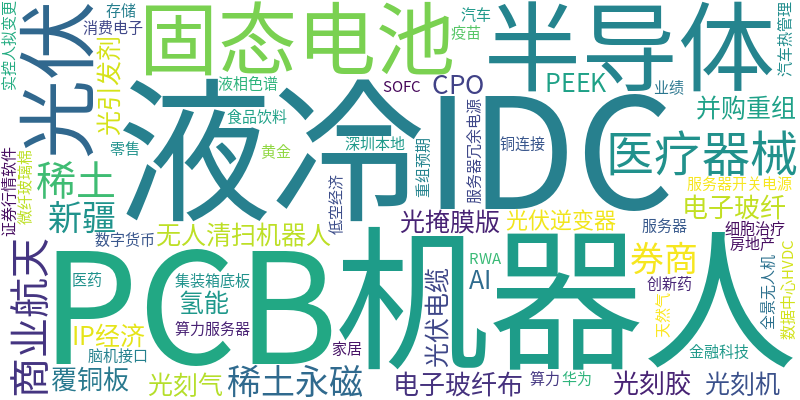 实控人拟变更
光伏
存储
消费电子
光引发剂
固态电池
液相色谱
SOFC
CPO
疫苗
汽车
半导体
PEEK
业绩
汽车热管理
并购重组
液冷IDC
食品饮料
黄金
深圳本地
重组预期
低空经济
服务器冗余电源
铜连接
医疗器械
服务器开关电源
证券行情软件
微纤玻璃棉
稀土
零售
新疆
数字货币
无人清扫机器人
光掩膜版
光伏逆变器
电子玻纤
服务器
细胞治疗
房地产
券商
商业航天
PCB
机器人
医药
集装箱底板
氢能
光伏电缆
RWA
AI
创新药
天然气
全景无人机
数据中心HVDC
IP经济
算力服务器
脑机接口
家居
金融科技
覆铜板
光刻气
稀土永磁
电子玻纤布
算力
华为
光刻胶
光刻机